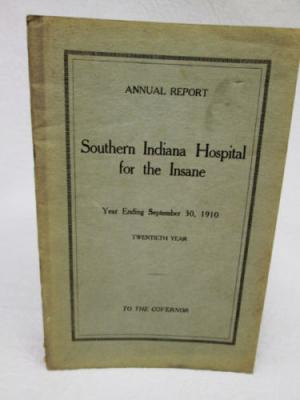 ANNUAL REPORT
Southern Indiana Hospital
for the Insane
Year Ending September 30, 1910
TWENTIETH YEAR
TO THE GOVERNOR